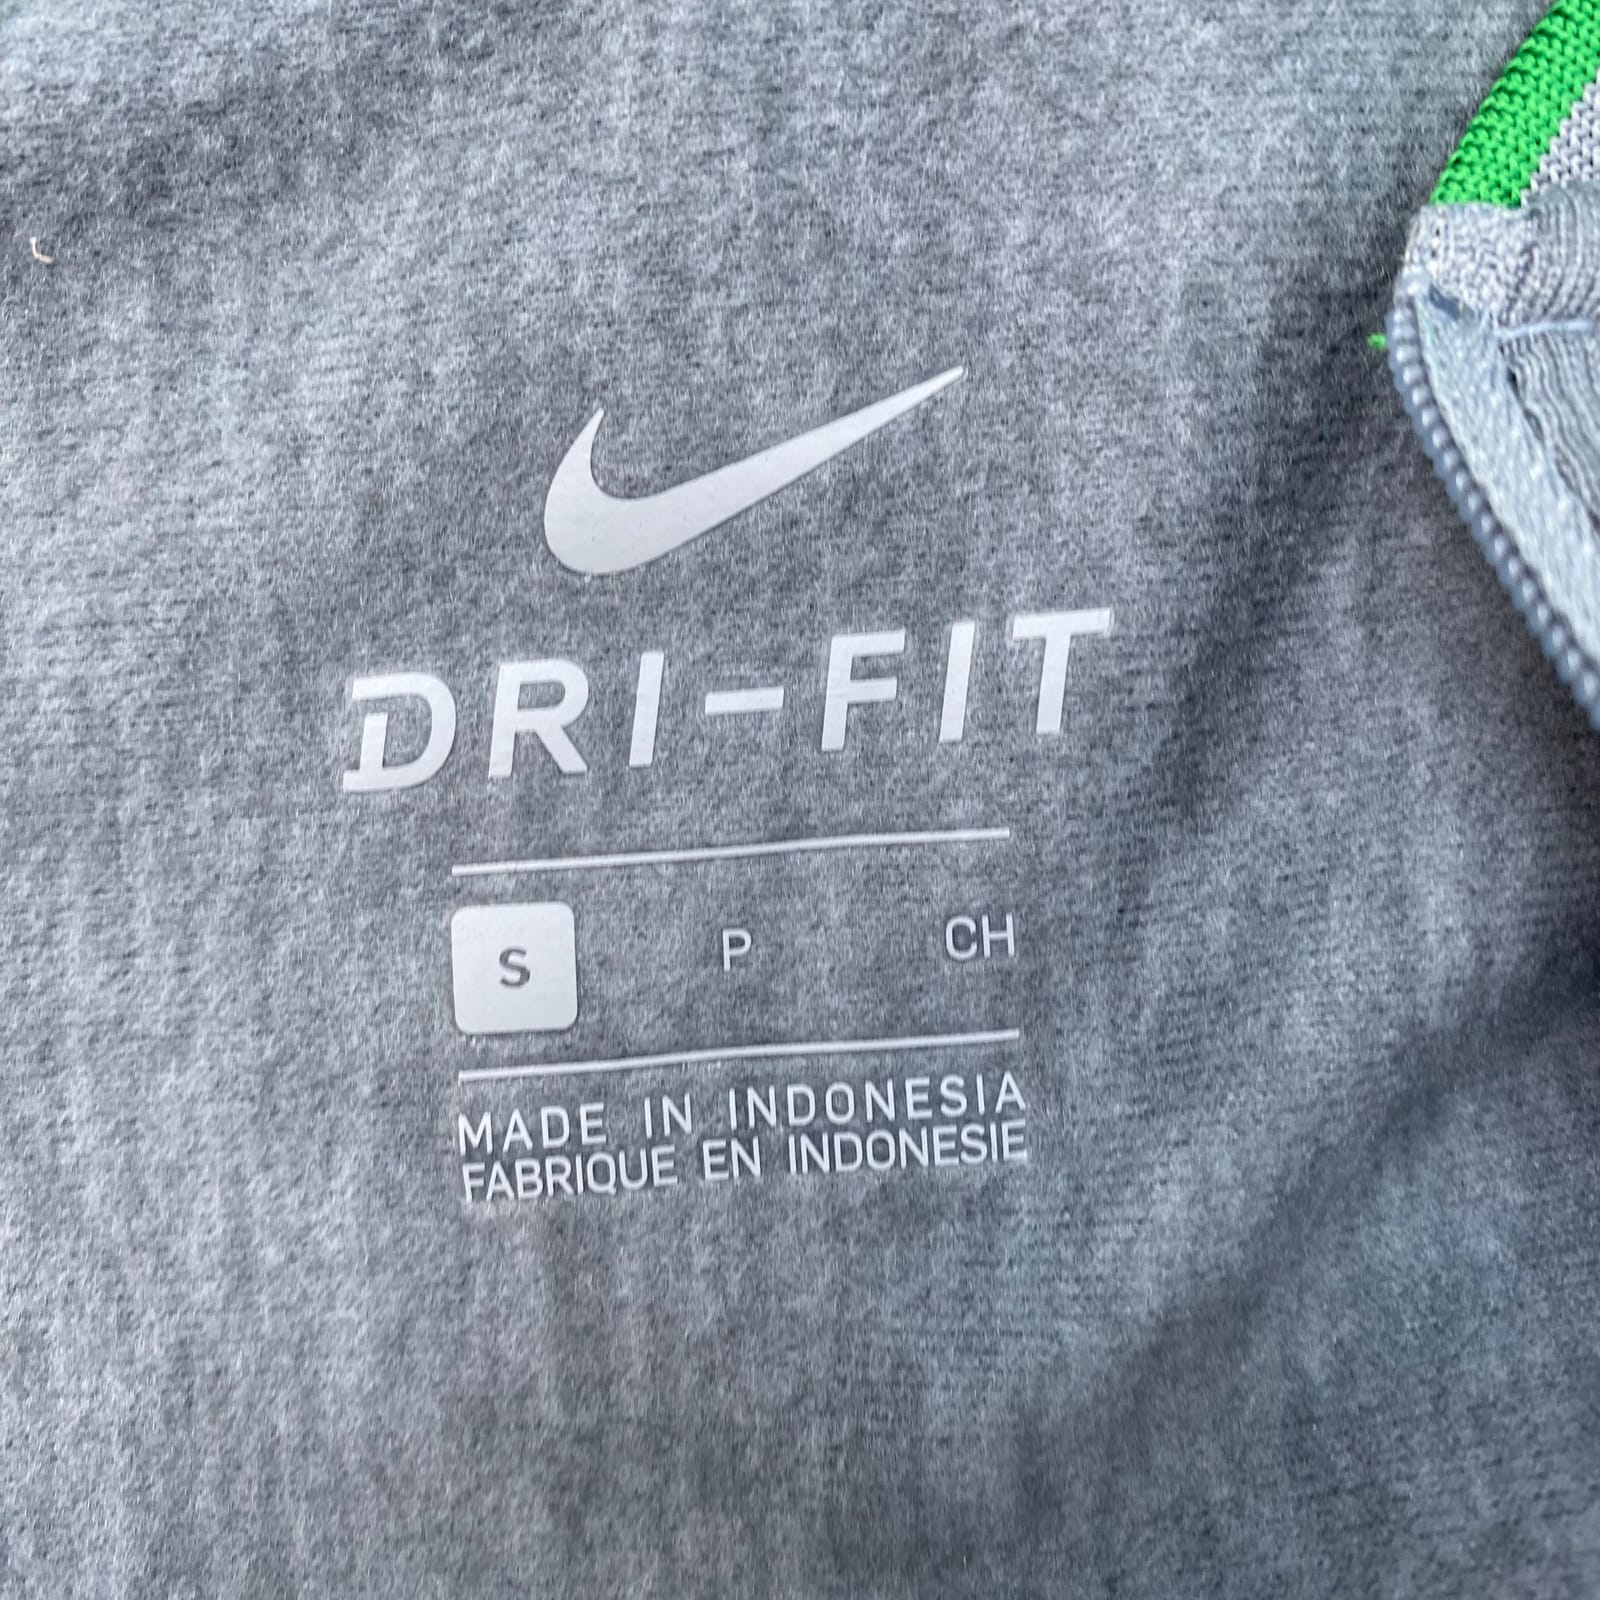 DRI-FIT
S P CH
MADE IN INDONESIA
FABRIQUE EN INDONESIE